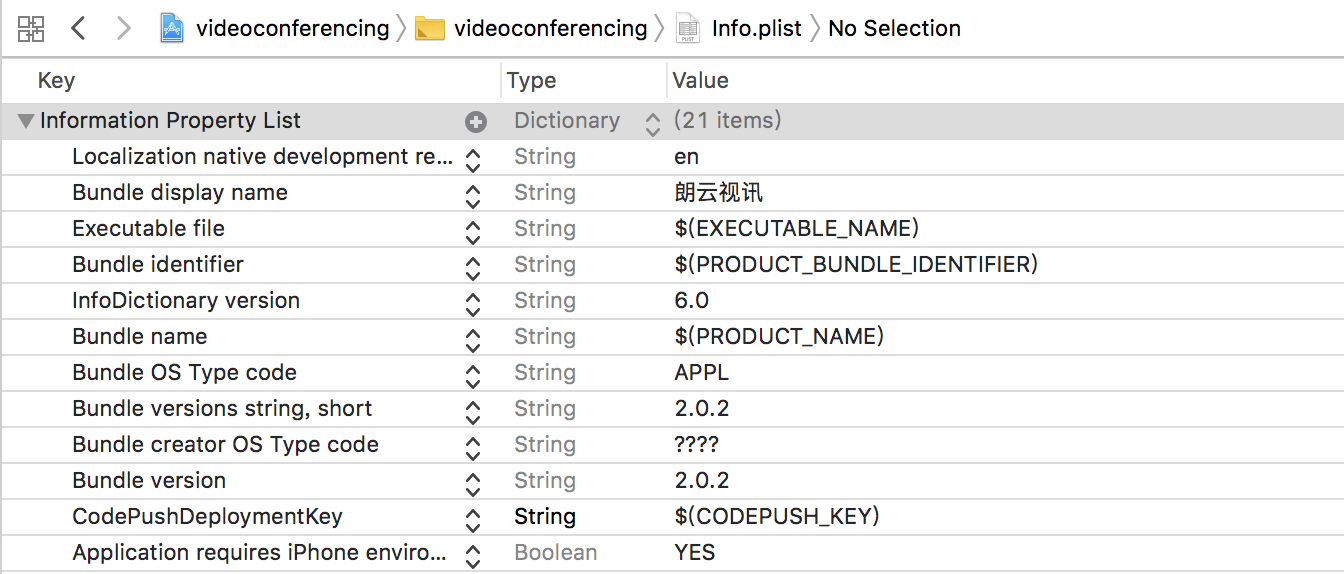 videoconferencing videoconferencing Info.plist No Selection
Key Type Value
Information Property List Dictionary (21 items)
Localization native development re... String en
Bundle display name String 朗云视讯
Executable file String $(EXECUTABLE_NAME)
Bundle identifier String $(PRODUCT_BUNDLE_IDENTIFIER)
InfoDictionary version String 6.0
Bundle name String $(PRODUCT_NAME)
Bundle OS Type code String APPL
Bundle versions string, short String 2.0.2
Bundle creator OS Type code String ????
Bundle version String 2.0.2
CodePushDeploymentKey String $(CODEPUSH_KEY)
Application requires iPhone enviro... Boolean YES